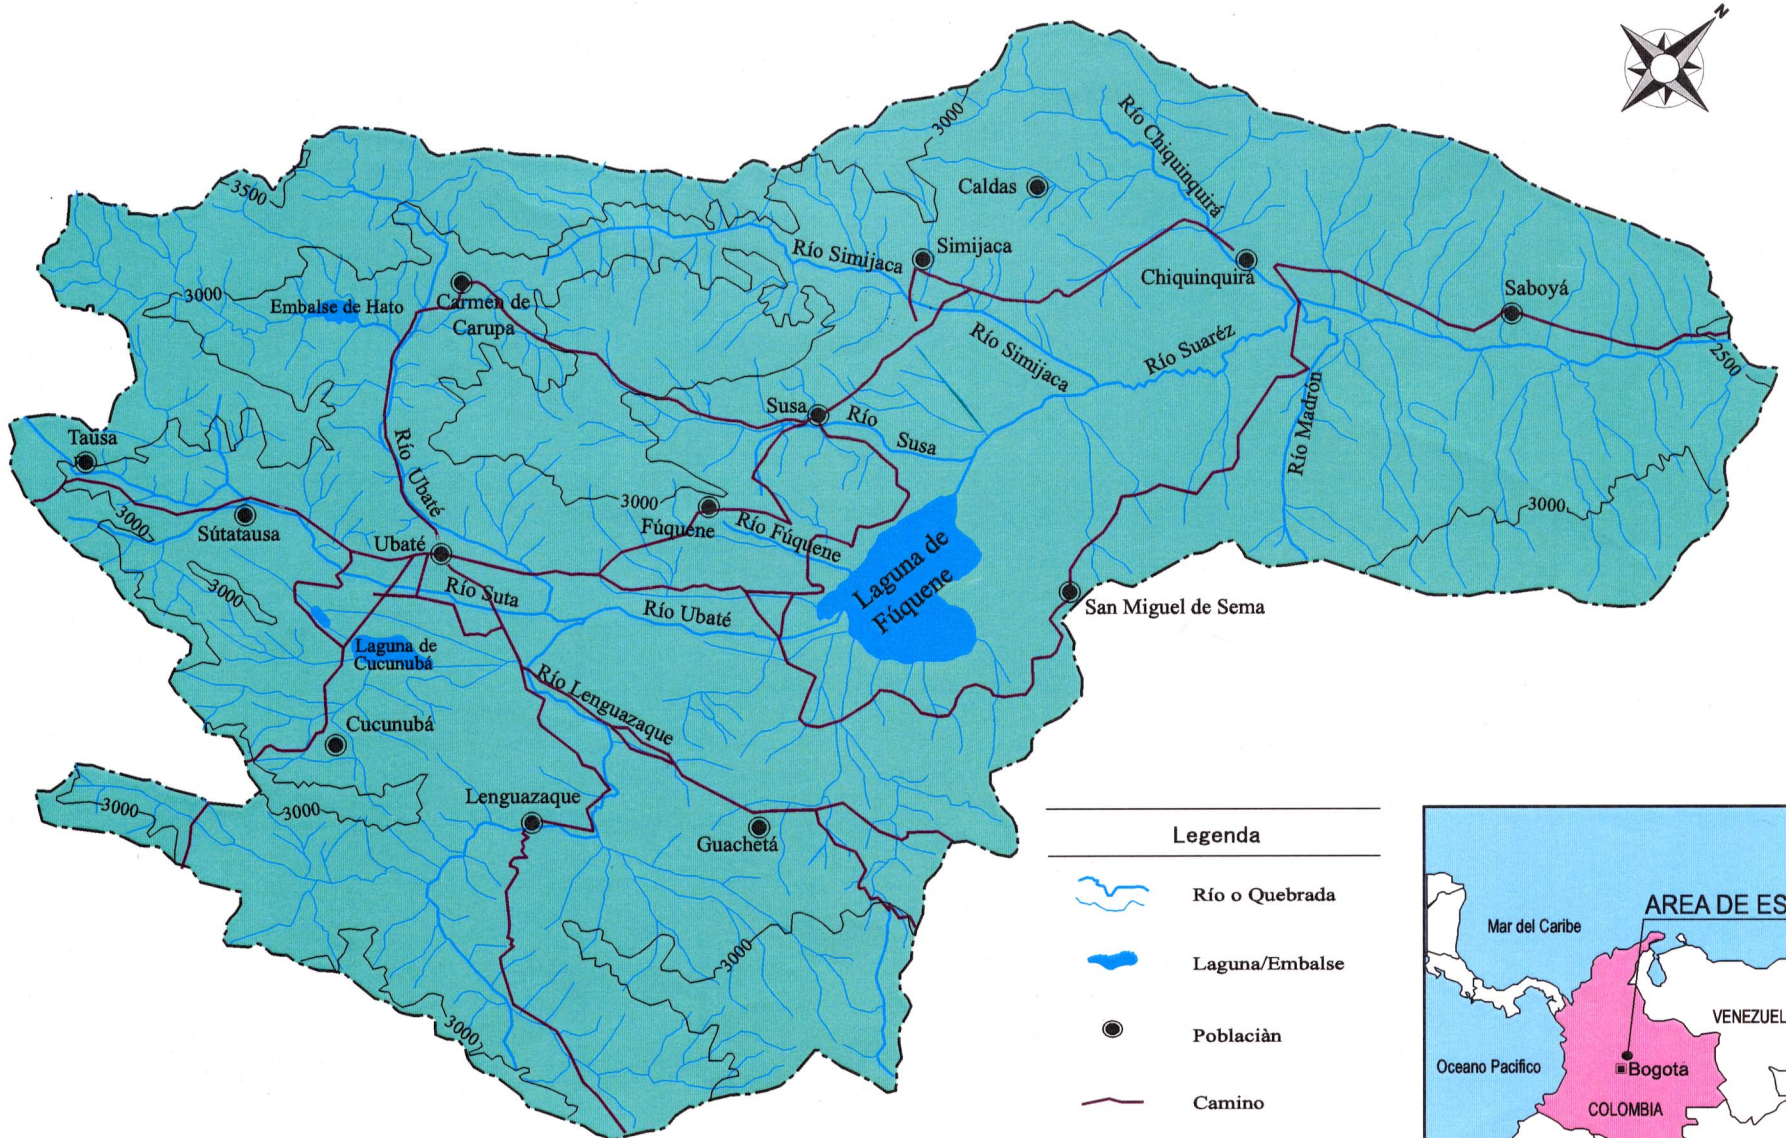 N
3000
Río Chiquinquirá
Caldas
3500
Simijaca
Río Simijaca
Chiquinquirá
Saboyá
3000
Embalse de Hato
Carmen de
Carupa
Río Simijaca
Río Suaréz
2500
Susa
Río
Susa
Río Madrón
Tausa
Río Ubaté
3000
Fúquene
Río Fúquene
3000
3000
Sútatausa
Ubaté
Laguna de
Fúquene
3000
Río Suta
Río Ubaté
San Miguel de Sema
Laguna de
Cucunubá
Río Lenguazaque
Cucunubá
3000
3000
Lenguazaque
Guachetá
3000
3000
Legenda
Río o Quebrada
Laguna/Embalse
Poblaciàn
Camino
AREA DE ES
Mar del Caribe
VENEZUEL
Oceano Pacifico
Bogotá
COLOMBIA